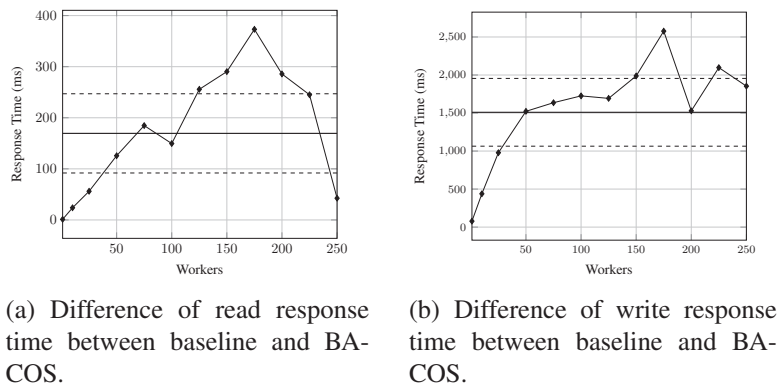 400
300
200
100
0
50
100
150
200
250
Response Time (ms)
Workers
2,500
2,000
1,500
1,000
500
0
50
100
150
200
250
Response Time (ms)
Workers
(a) Difference of read response
time between baseline and BA-
COS.
(b) Difference of write response
time between baseline and BA-
COS.